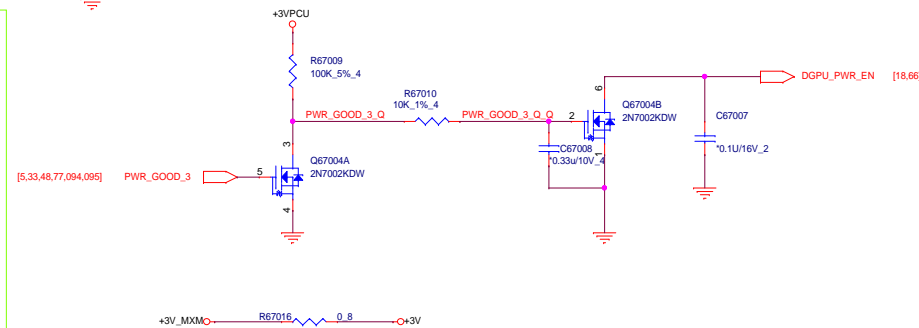 +3VPCU
R67009
100K_5%_4
R67010
10K_1%_4
PWR_GOOD_3_Q
PWR_GOOD_3_Q_Q
3
Q67004A
2N7002KDW
[5,33,48,77,094,095]
PWR_GOOD_3
5
4
6
Q67004B
2N7002KDW
2
1
C67008
*0.33u/10V_4
DGPU_PWR_EN
[18,66
C67007
*0.1U/16V_2
+3V_MXM
R67016
0_8
+3V